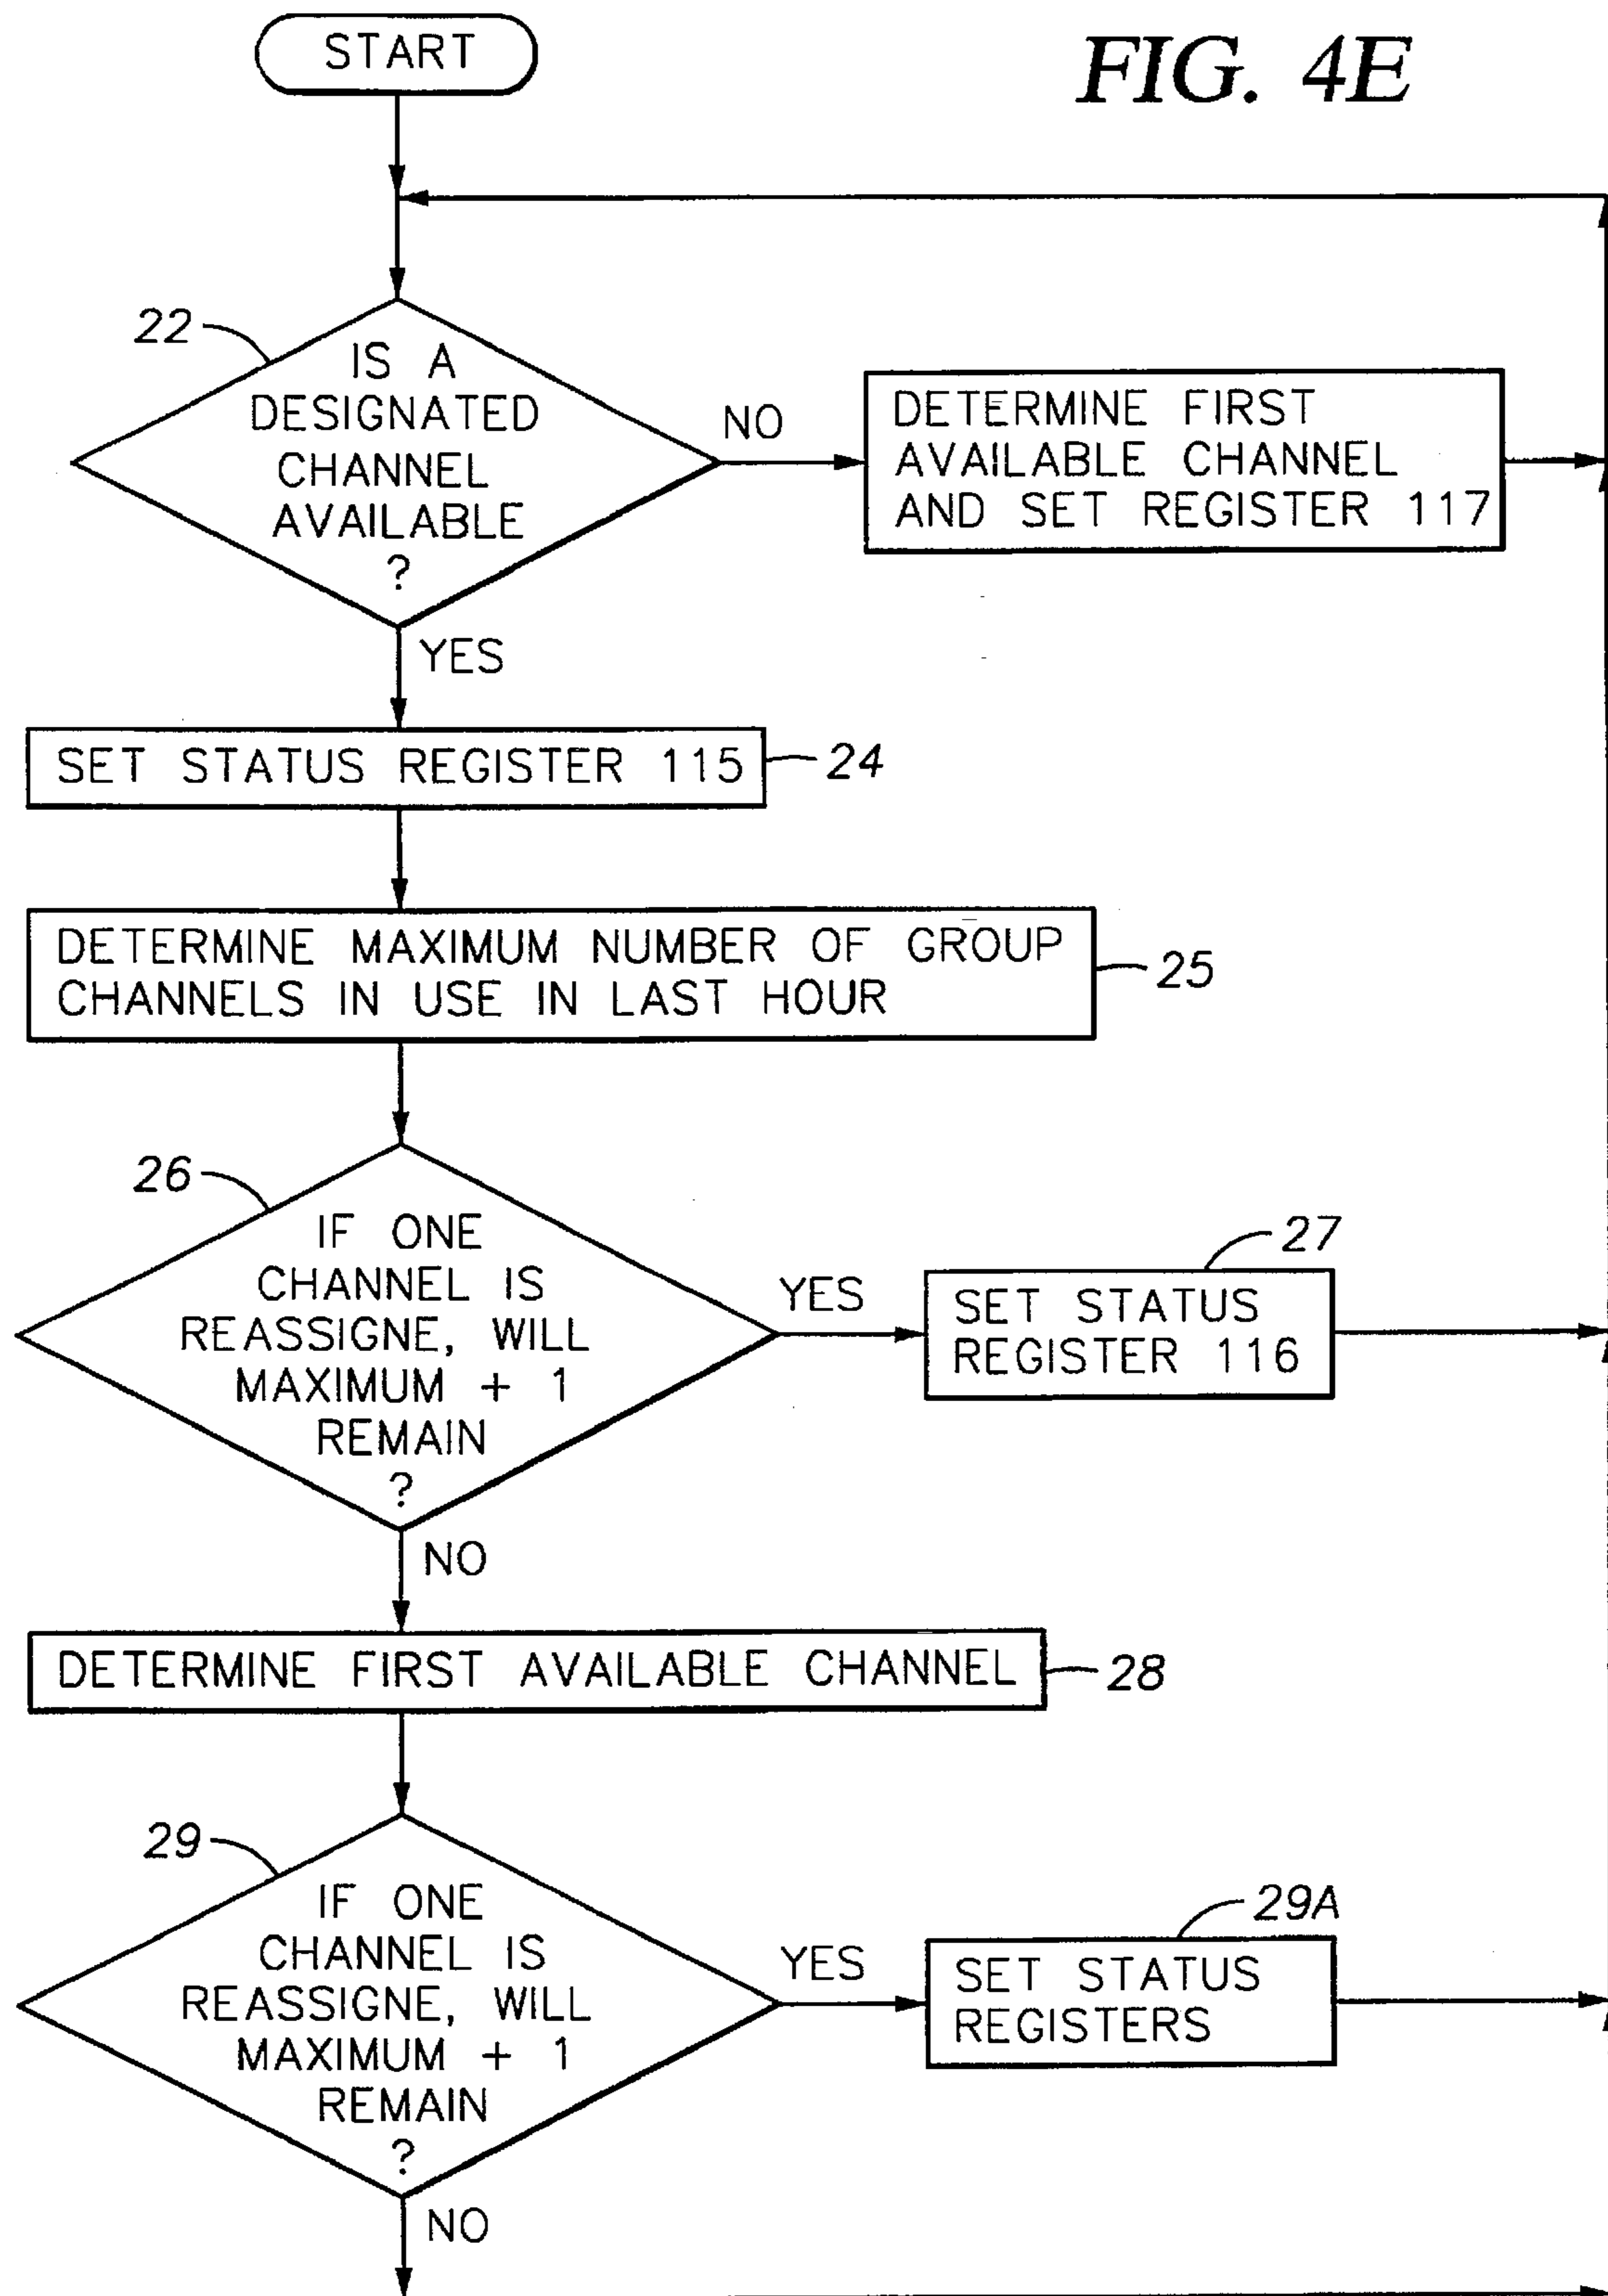 START
FIG. 4E
22
IS A
DESIGNATED
CHANNEL
AVAILABLE
?
NO
DETERMINE FIRST
AVAILABLE CHANNEL
AND SET REGISTER 117
YES
SET STATUS REGISTER 115
24
DETERMINE MAXIMUM NUMBER OF GROUP
CHANNELS IN USE IN LAST HOUR
25
26
IF ONE
CHANNEL IS
REASSIGNE, WILL
MAXIMUM + 1
REMAIN
?
YES
27
SET STATUS
REGISTER 116
NO
DETERMINE FIRST AVAILABLE CHANNEL
28
29
IF ONE
CHANNEL IS
REASSIGNE, WILL
MAXIMUM + 1
REMAIN
?
YES
29A
SET STATUS
REGISTERS
NO